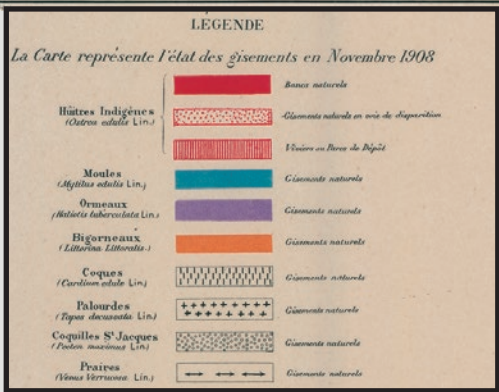 LÉGENDE
La Carte représente l'état des gisements en Novembre 1908
Huîtres Indigènes
(Ostrea edulis Lin.)
Bancs naturels
Gisements naturels en voie de disparition
Viviers ou Parcs de Dépôt
Moules
(Mytilus edulis Lin.)
Gisements naturels
Ormeaux
(Haliotis tuberculata Lin.)
Gisements naturels
Bigorneaux
(Littorina Littoralis.)
Gisements naturels
Coques
(Cardium edule Lin.)
Gisements naturels
Palourdes
(Tapes decussata Lin.)
Gisements naturels
Coquilles St Jacques
(Pecten maximus Lin.)
Gisements naturels
Praires
(Venus Verrucosa Lin.)
Gisements naturels